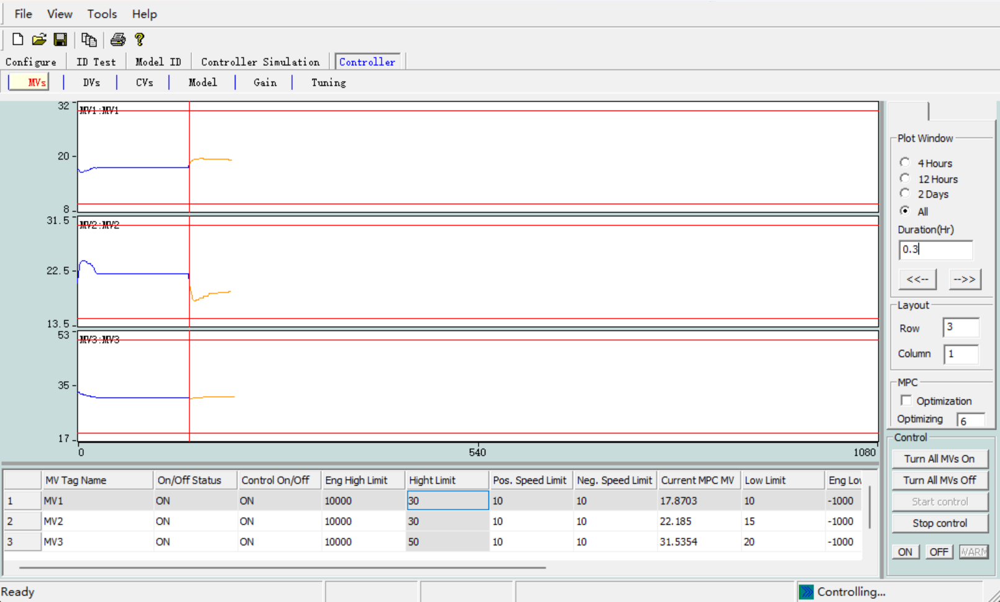 File View Tools Help
Configure ID Test Model ID Controller Simulation Controller
MVs DVs CVs Model Gain Tuning
32
MV1:MV1
20
8
31.5
MV2:MV2
22.5
13.5
53
MV3:MV3
35
17
0 540 1080
Plot Window
4 Hours
12 Hours
2 Days
All
Duration(Hr)
0.3
<<-- -->>
Layout
Row 3
Column 1
MPC
Optimization
Optimizing 6
Control
Turn All MVs On
Turn All MVs Off
Start control
Stop control
ON OFF WARM
MV Tag Name On/Off Status Control On/Off Eng High Limit Hight Limit Pos. Speed Limit Neg. Speed Limit Current MPC MV Low Limit Eng Lov
1 MV1 ON ON 10000 30 10 10 17.8703 10 -1000
2 MV2 ON ON 10000 30 10 10 22.185 15 -1000
3 MV3 ON ON 10000 50 10 10 31.5354 20 -1000
Ready Controlling...